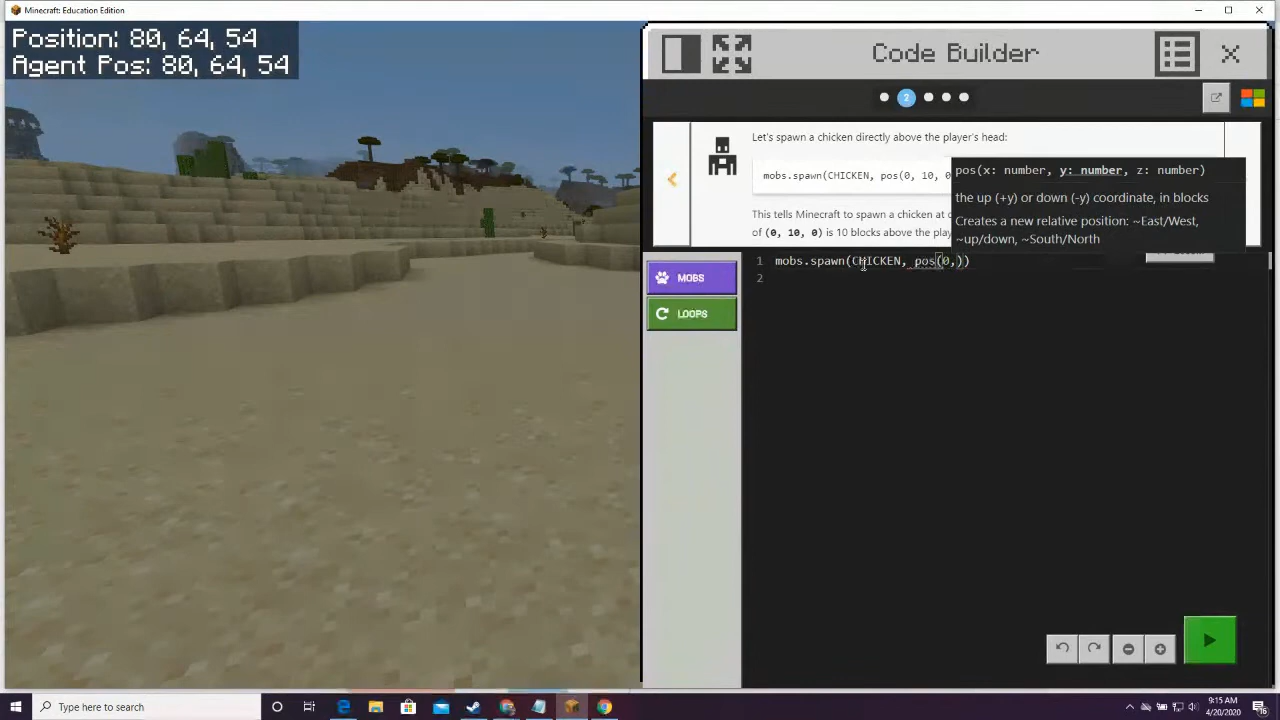 Minecraft: Education Edition
Position: 80, 64, 54
Agent Pos: 80, 64, 54
Code Builder
2
Let's spawn a chicken directly above the player's head:
mobs.spawn(CHICKEN, pos(0, 10, 0
This tells Minecraft to spawn a chicken at
of (0, 10, 0) is 10 blocks above the play
pos(x: number, y: number, z: number)
the up (+y) or down (-y) coordinate, in blocks
Creates a new relative position: ~East/West,
~up/down, ~South/North
MOBS
LOOPS
1 mobs.spawn(CHICKEN, pos(0,))
2
Type here to search
9:15 AM
4/20/2020
16